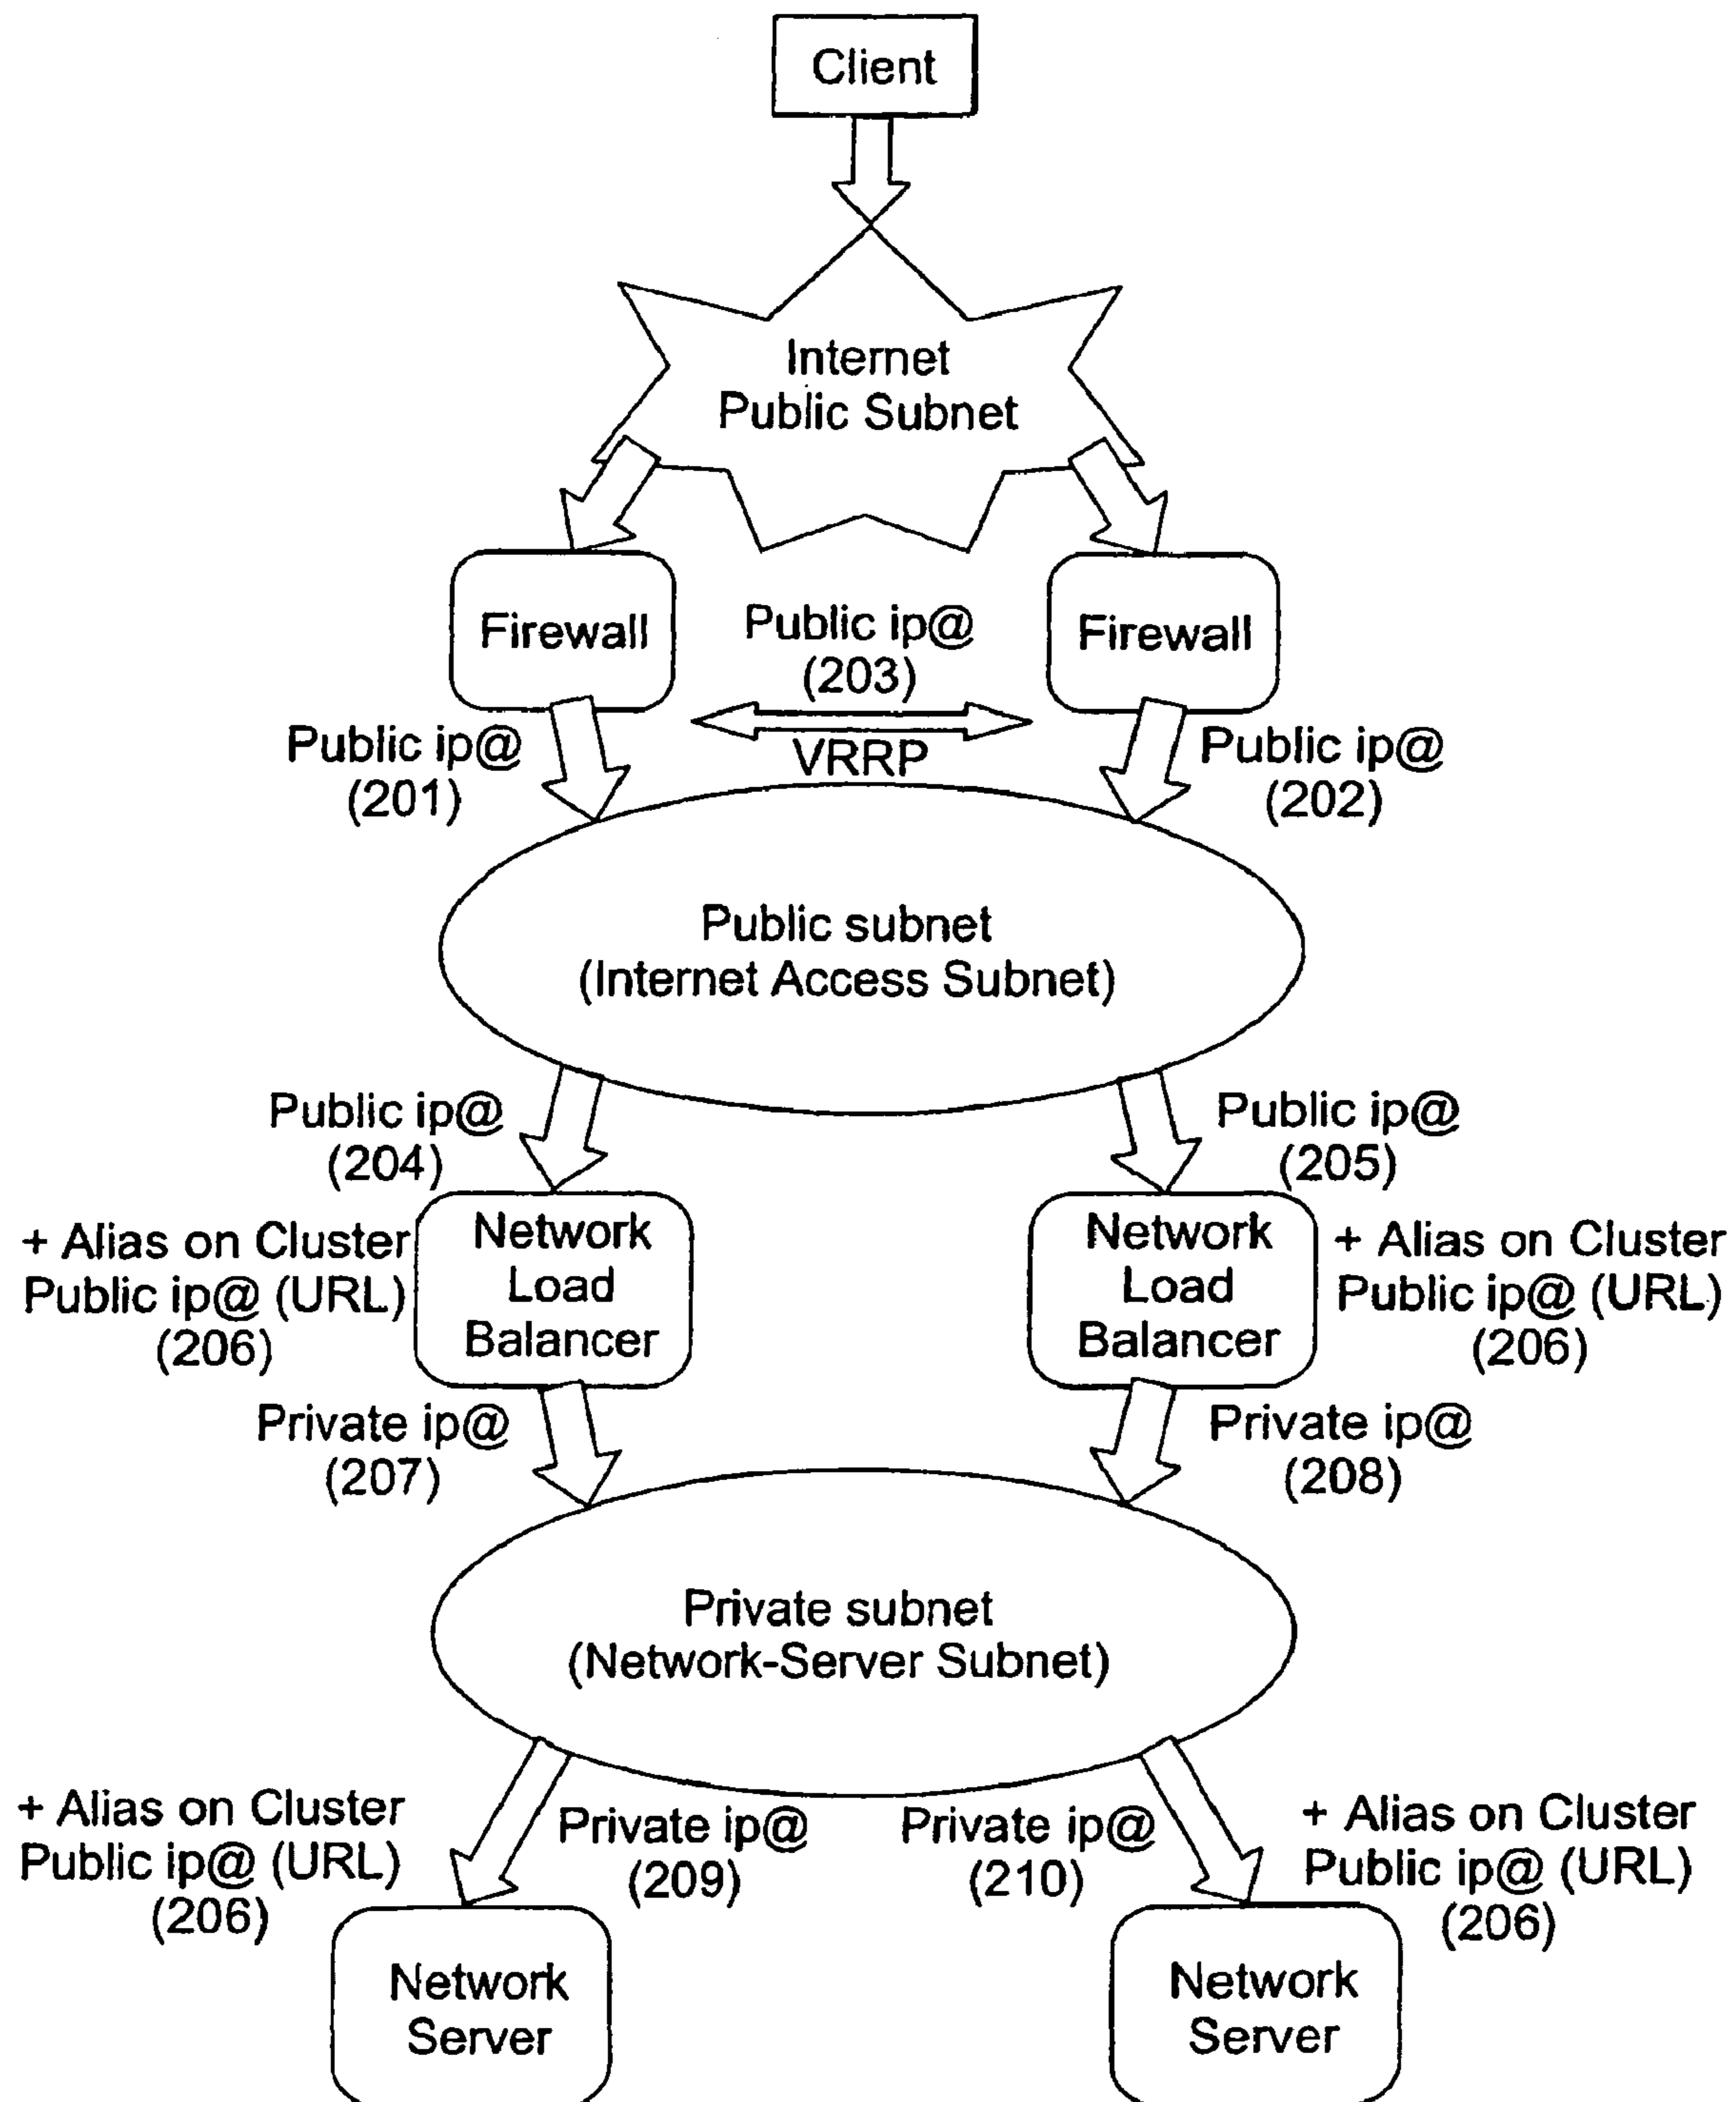 Client
Internet
Public Subnet
Firewall
Public ip@
(203)
Firewall
Public ip@
(201)
VRRP
Public ip@
(202)
Public subnet
(Internet Access Subnet)
Public ip@
(204)
Public ip@
(205)
+ Alias on Cluster
Public ip@ (URL)
(206)
Network
Load
Balancer
Network
Load
Balancer
+ Alias on Cluster
Public ip@ (URL)
(206)
Private ip@
(207)
Private ip@
(208)
Private subnet
(Network-Server Subnet)
+ Alias on Cluster
Public ip@ (URL)
(206)
Private ip@
(209)
Private ip@
(210)
+ Alias on Cluster
Public ip@ (URL)
(206)
Network
Server
Network
Server